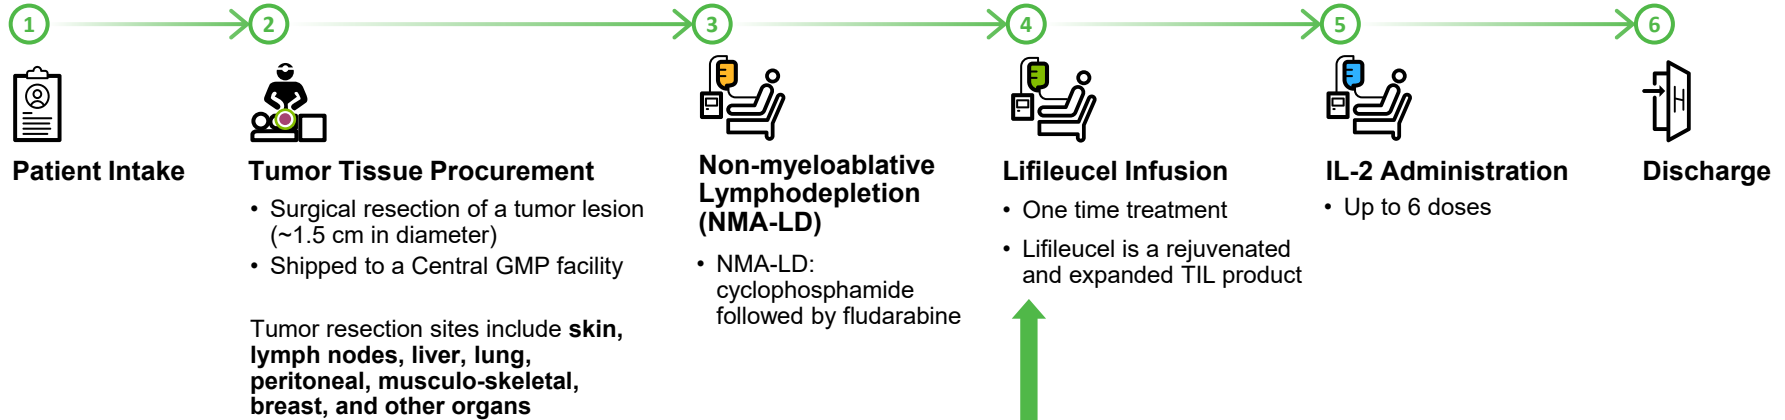 1
2
3
4
5
6
H
Patient Intake
Tumor Tissue Procurement
• Surgical resection of a tumor lesion
(~1.5 cm in diameter)
• Shipped to a Central GMP facility
Tumor resection sites include skin,
lymph nodes, liver, lung,
peritoneal, musculo-skeletal,
breast, and other organs
Non-myeloablative
Lymphodepletion
(NMA-LD)
• NMA-LD:
cyclophosphamide
followed by fludarabine
Lifileucel Infusion
• One time treatment
• Lifileucel is a rejuvenated
and expanded TIL product
IL-2 Administration
• Up to 6 doses
Discharge